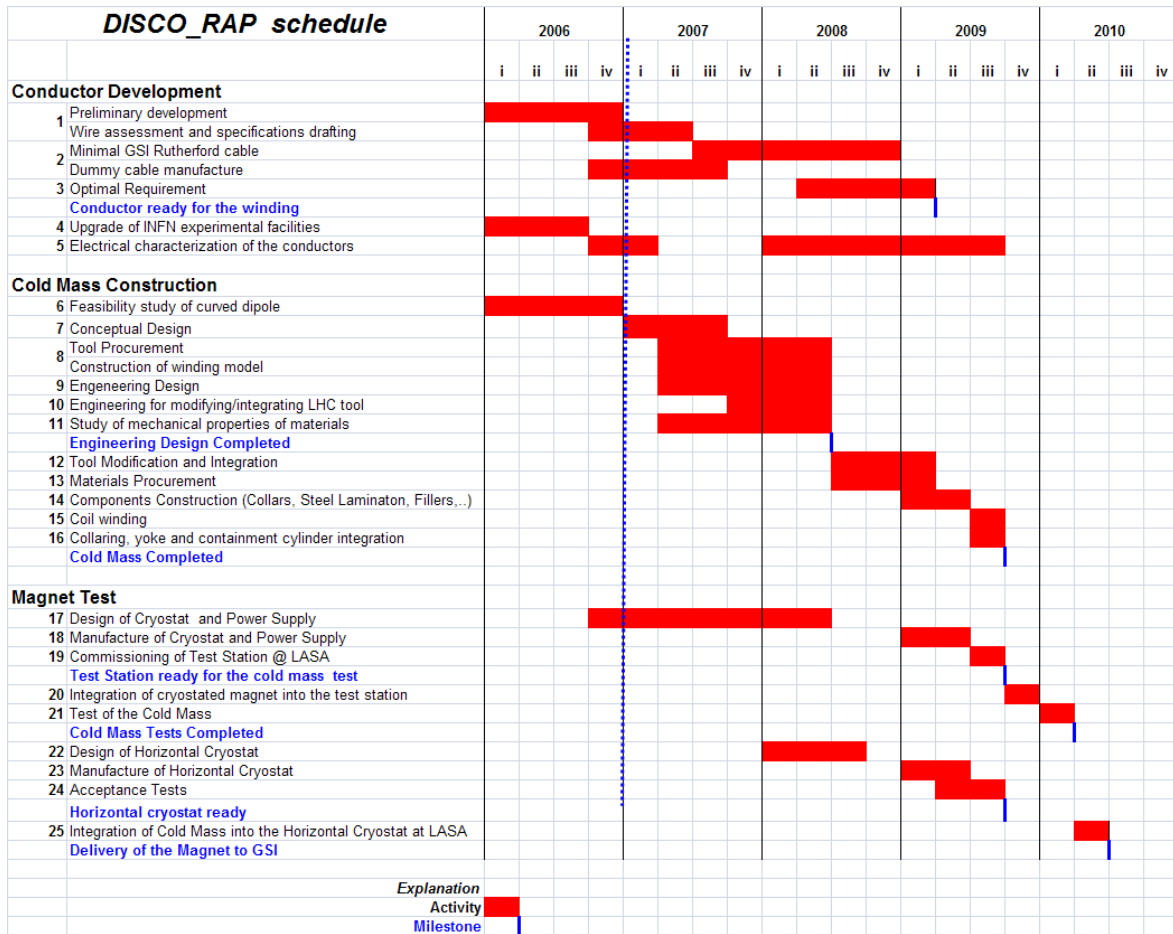 DISCO_RAP schedule
2006 2007 2008 2009 2010
i ii iii iv i ii iii iv i ii iii iv i ii iii iv i ii iii iv
Conductor Development
1 Preliminary development
Wire assessment and specifications drafting
2 Minimal GSI Rutherford cable
Dummy cable manufacture
3 Optimal Requirement
Conductor ready for the winding
4 Upgrade of INFN experimental facilities
5 Electrical characterization of the conductors
Cold Mass Construction
6 Feasibility study of curved dipole
7 Conceptual Design
8 Tool Procurement
Construction of winding model
9 Engeneering Design
10 Engineering for modifying/integrating LHC tool
11 Study of mechanical properties of materials
Engineering Design Completed
12 Tool Modification and Integration
13 Materials Procurement
14 Components Construction (Collars, Steel Laminaton, Fillers,..)
15 Coil winding
16 Collaring, yoke and containment cylinder integration
Cold Mass Completed
Magnet Test
17 Design of Cryostat and Power Supply
18 Manufacture of Cryostat and Power Supply
19 Commissioning of Test Station @ LASA
Test Station ready for the cold mass test
20 Integration of cryostated magnet into the test station
21 Test of the Cold Mass
Cold Mass Tests Completed
22 Design of Horizontal Cryostat
23 Manufacture of Horizontal Cryostat
24 Acceptance Tests
Horizontal cryostat ready
25 Integration of Cold Mass into the Horizontal Cryostat at LASA
Delivery of the Magnet to GSI
Explanation
Activity
Milestone